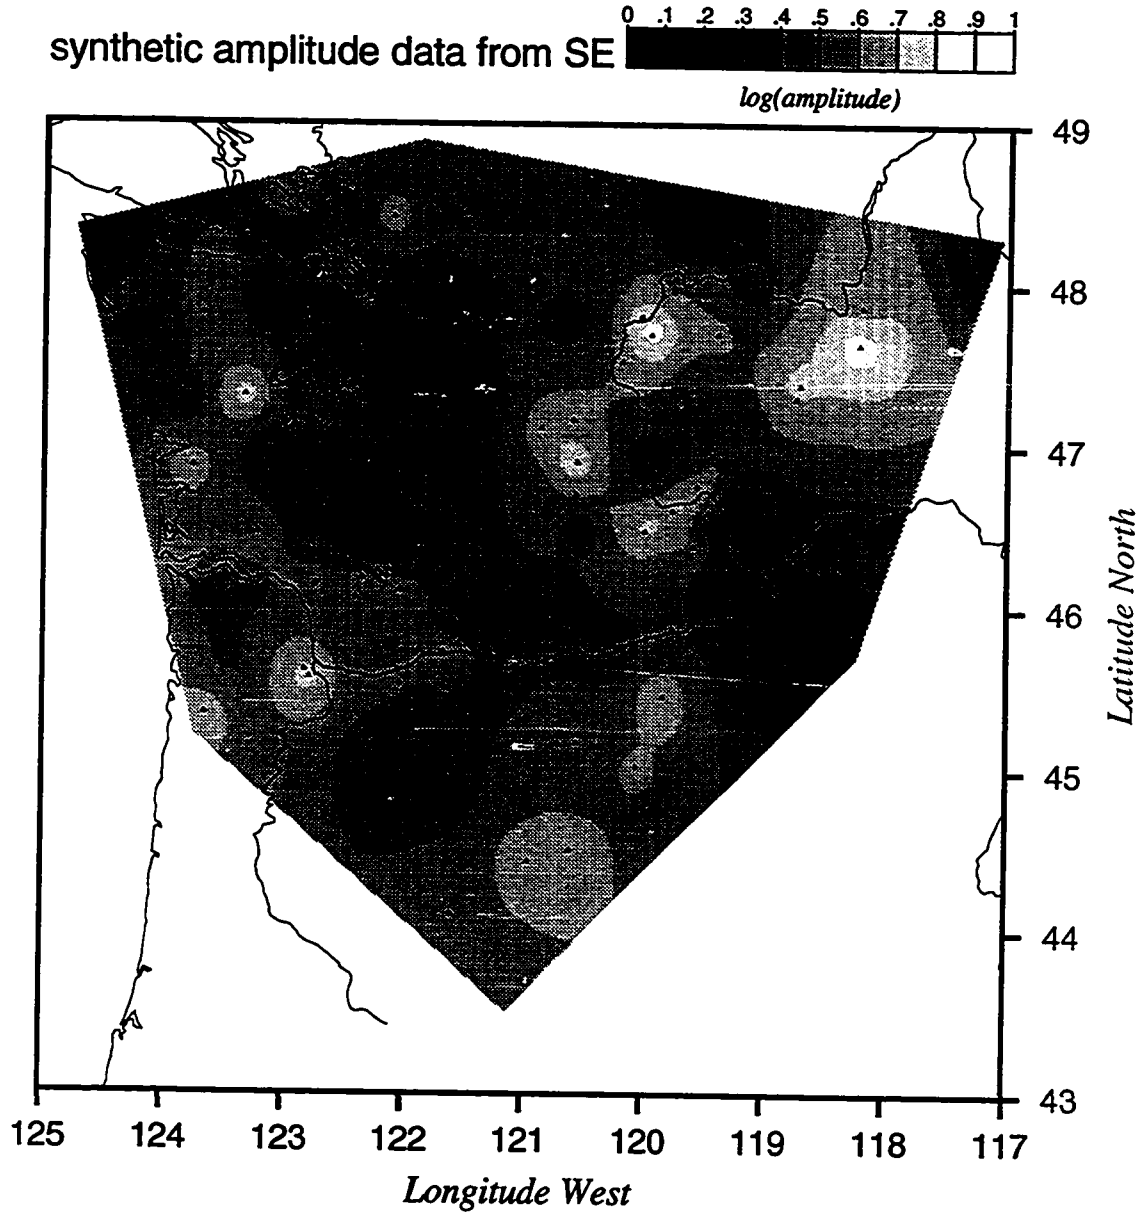 0 .1 .2 .3 .4 .5 .6 .7 .8 .9 1
synthetic amplitude data from SE
log(amplitude)
49
48
47
46
45
44
43
Latitude North
125 124 123 122 121 120 119 118 117
Longitude West